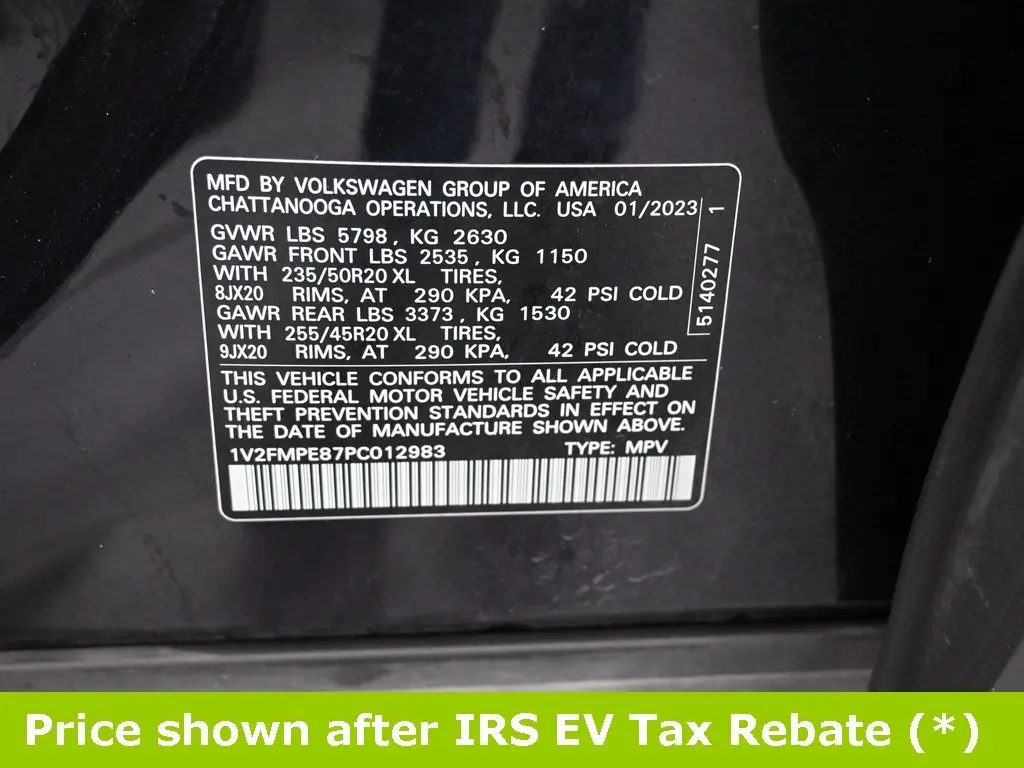 MFD BY VOLKSWAGEN GROUP OF AMERICA
CHATTANOOGA OPERATIONS, LLC. USA 01/2023
GVWR LBS 5798, KG 2630
GAWR FRONT LBS 2535, KG 1150
WITH 235/50R20 XL TIRES,
8JX20 RIMS, AT 290 KPA, 42 PSI COLD
GAWR REAR LBS 3373, KG 1530
WITH 255/45R20 XL TIRES,
9JX20 RIMS, AT 290 KPA, 42 PSI COLD
5140277 1
THIS VEHICLE CONFORMS TO ALL APPLICABLE
U.S. FEDERAL MOTOR VEHICLE SAFETY AND
THEFT PREVENTION STANDARDS IN EFFECT ON
THE DATE OF MANUFACTURE SHOWN ABOVE.
1V2FMPE87PC012983 TYPE: MPV
Price shown after IRS EV Tax Rebate (*)